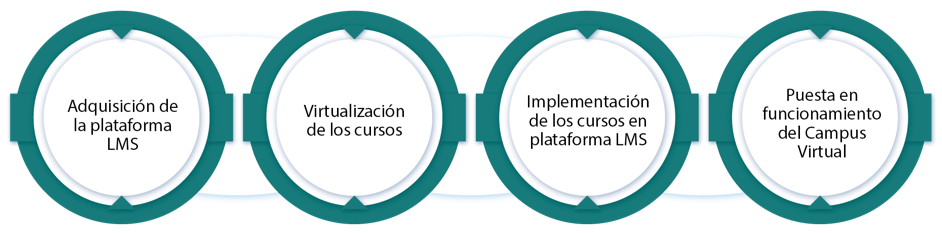 Adquisición de
la plataforma
LMS
Virtualización
de los cursos
Implementación
de los cursos en
plataforma LMS
Puesta en
funcionamiento
del Campus
Virtual